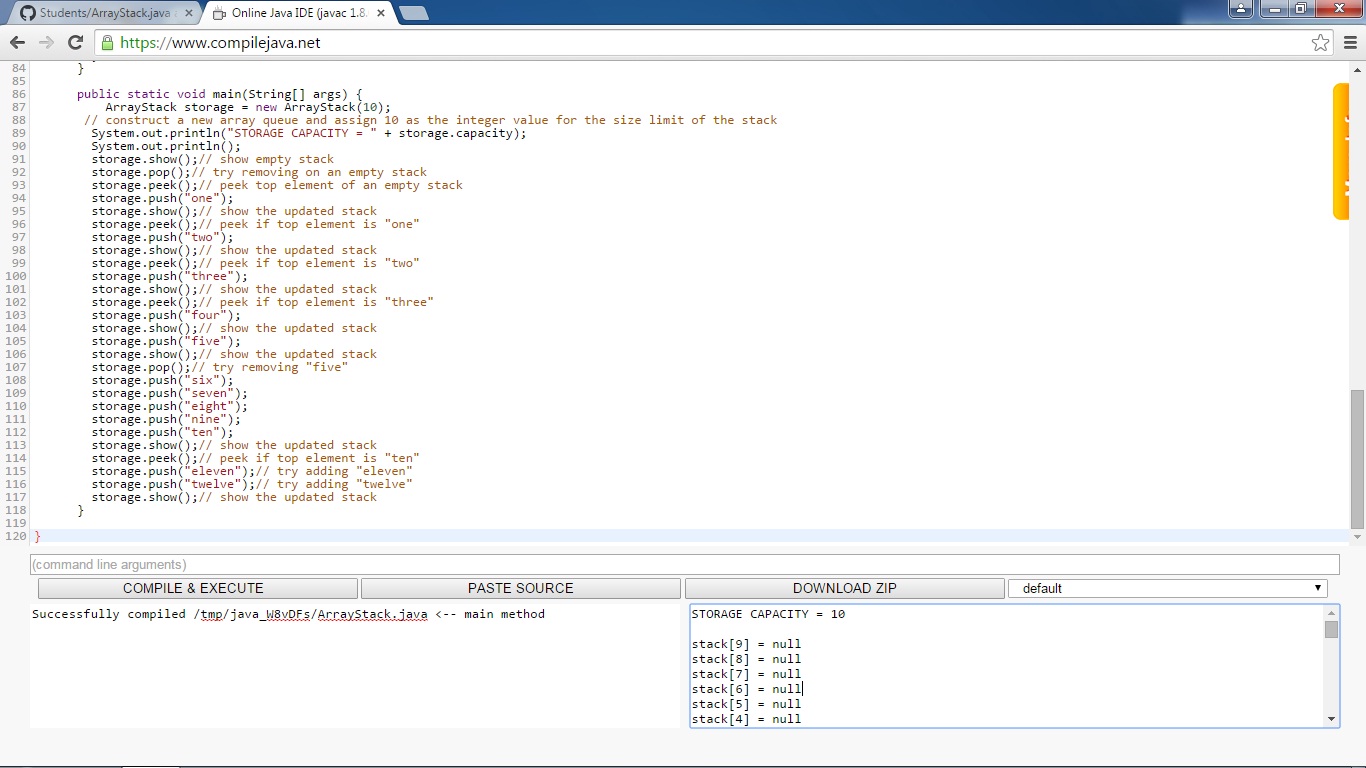 Students/ArrayStack.java a
Online Java IDE (javac 1.8.
https://www.compilejava.net
84 }
85
86 public static void main(String[] args) {
87 ArrayStack storage = new ArrayStack(10);
88 // construct a new array queue and assign 10 as the integer value for the size limit of the stack
89 System.out.println("STORAGE CAPACITY = " + storage.capacity);
90 System.out.println();
91 storage.show();// show empty stack
92 storage.pop();// try removing on an empty stack
93 storage.peek();// peek top element of an empty stack
94 storage.push("one");
95 storage.show();// show the updated stack
96 storage.peek();// peek if top element is "one"
97 storage.push("two");
98 storage.show();// show the updated stack
99 storage.peek();// peek if top element is "two"
100 storage.push("three");
101 storage.show();// show the updated stack
102 storage.peek();// peek if top element is "three"
103 storage.push("four");
104 storage.show();// show the updated stack
105 storage.push("five");
106 storage.show();// show the updated stack
107 storage.pop();// try removing "five"
108 storage.push("six");
109 storage.push("seven");
110 storage.push("eight");
111 storage.push("nine");
112 storage.push("ten");
113 storage.show();// show the updated stack
114 storage.peek();// peek if top element is "ten"
115 storage.push("eleven");// try adding "eleven"
116 storage.push("twelve");// try adding "twelve"
117 storage.show();// show the updated stack
118 }
119
120 }
(command line arguments)
COMPILE & EXECUTE
PASTE SOURCE
DOWNLOAD ZIP
default
Successfully compiled /tmp/java_W8vDFs/ArrayStack.java <-- main method
STORAGE CAPACITY = 10
stack[9] = null
stack[8] = null
stack[7] = null
stack[6] = null
stack[5] = null
stack[4] = null